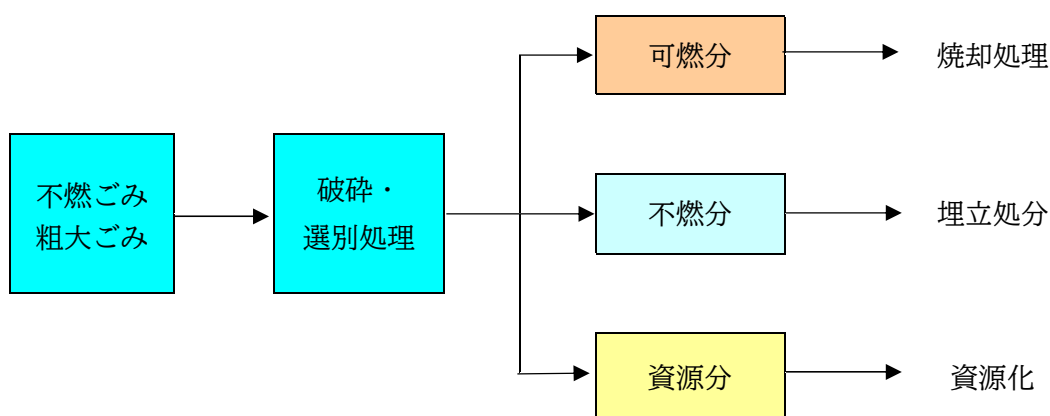 不燃ごみ
粗大ごみ
破砕・
選別処理
可燃分
焼却処理
不燃分
埋立処分
資源分
資源化